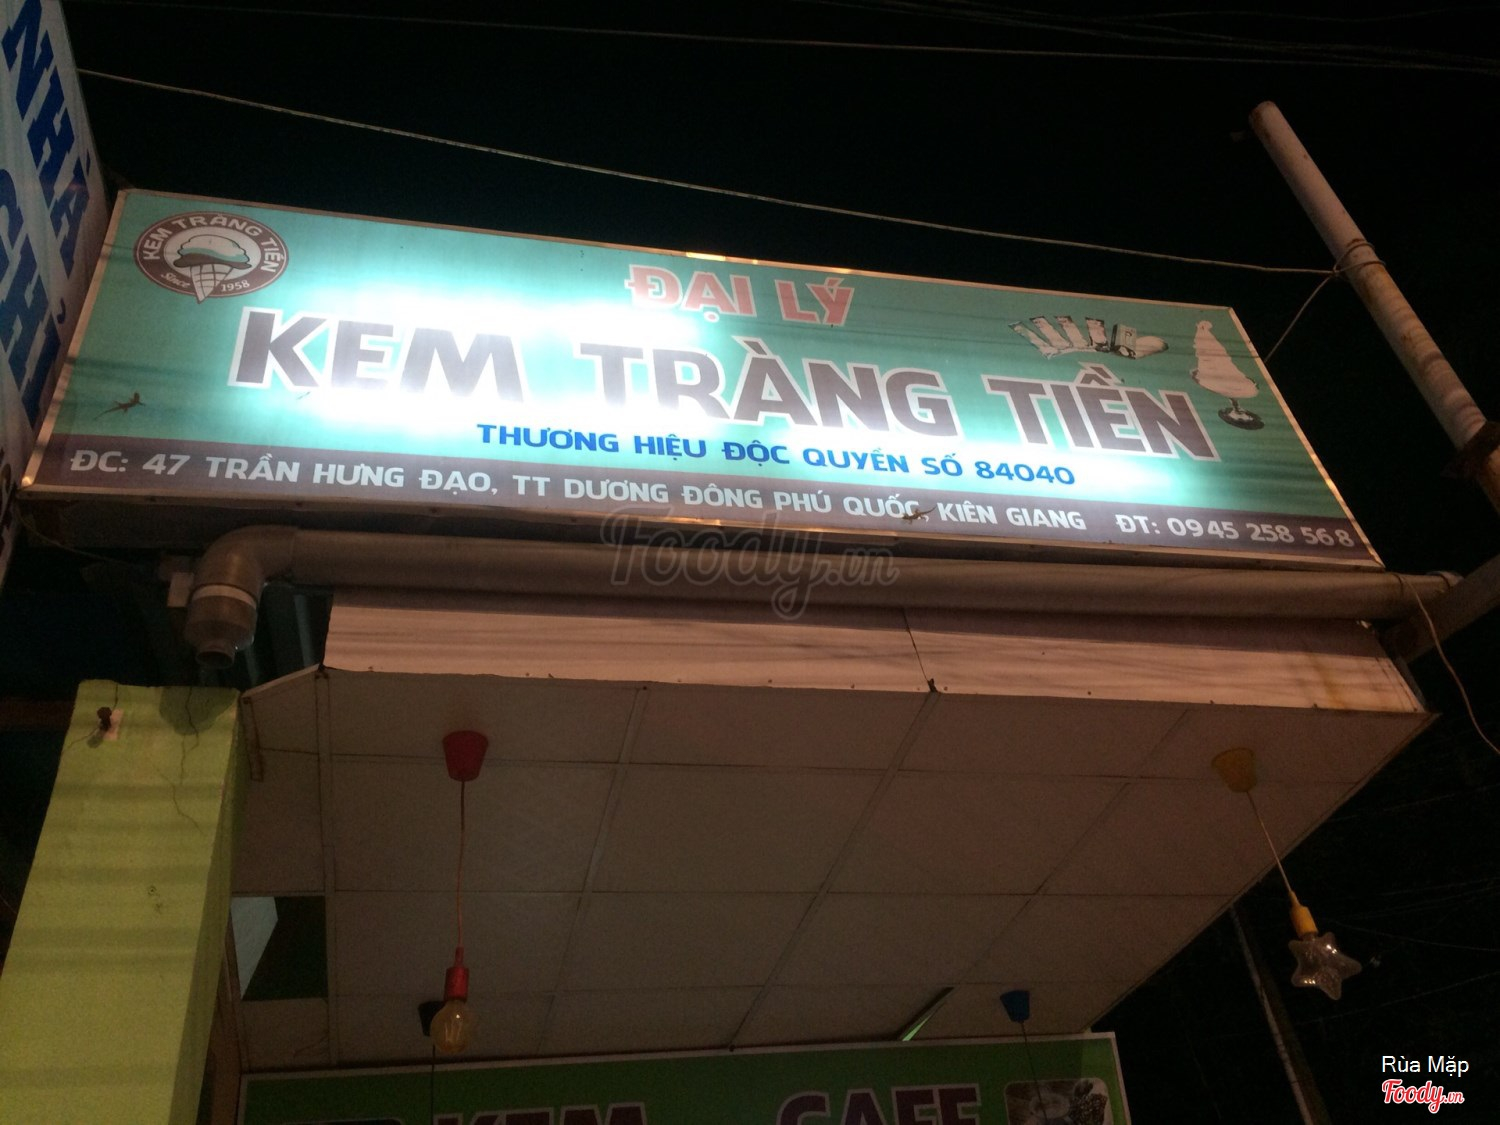 NHÀ
KEM TRÀNG TIỀN
Since 1958
ĐẠI LÝ
KEM TRÀNG TIỀN
THƯƠNG HIỆU ĐỘC QUYỀN SỐ 84040
ĐC: 47 TRẦN HƯNG ĐẠO, TT DƯƠNG ĐÔNG PHÚ QUỐC, KIÊN GIANG ĐT: 0945 258 568
Foody.vn
KEM CAFE
Rùa Mập
Foody.vn